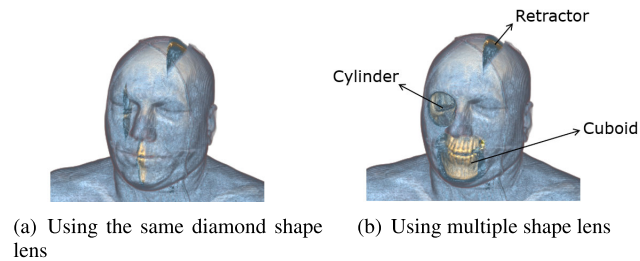 Retractor
Cylinder
Cuboid
(a) Using the same diamond shape
lens
(b) Using multiple shape lens